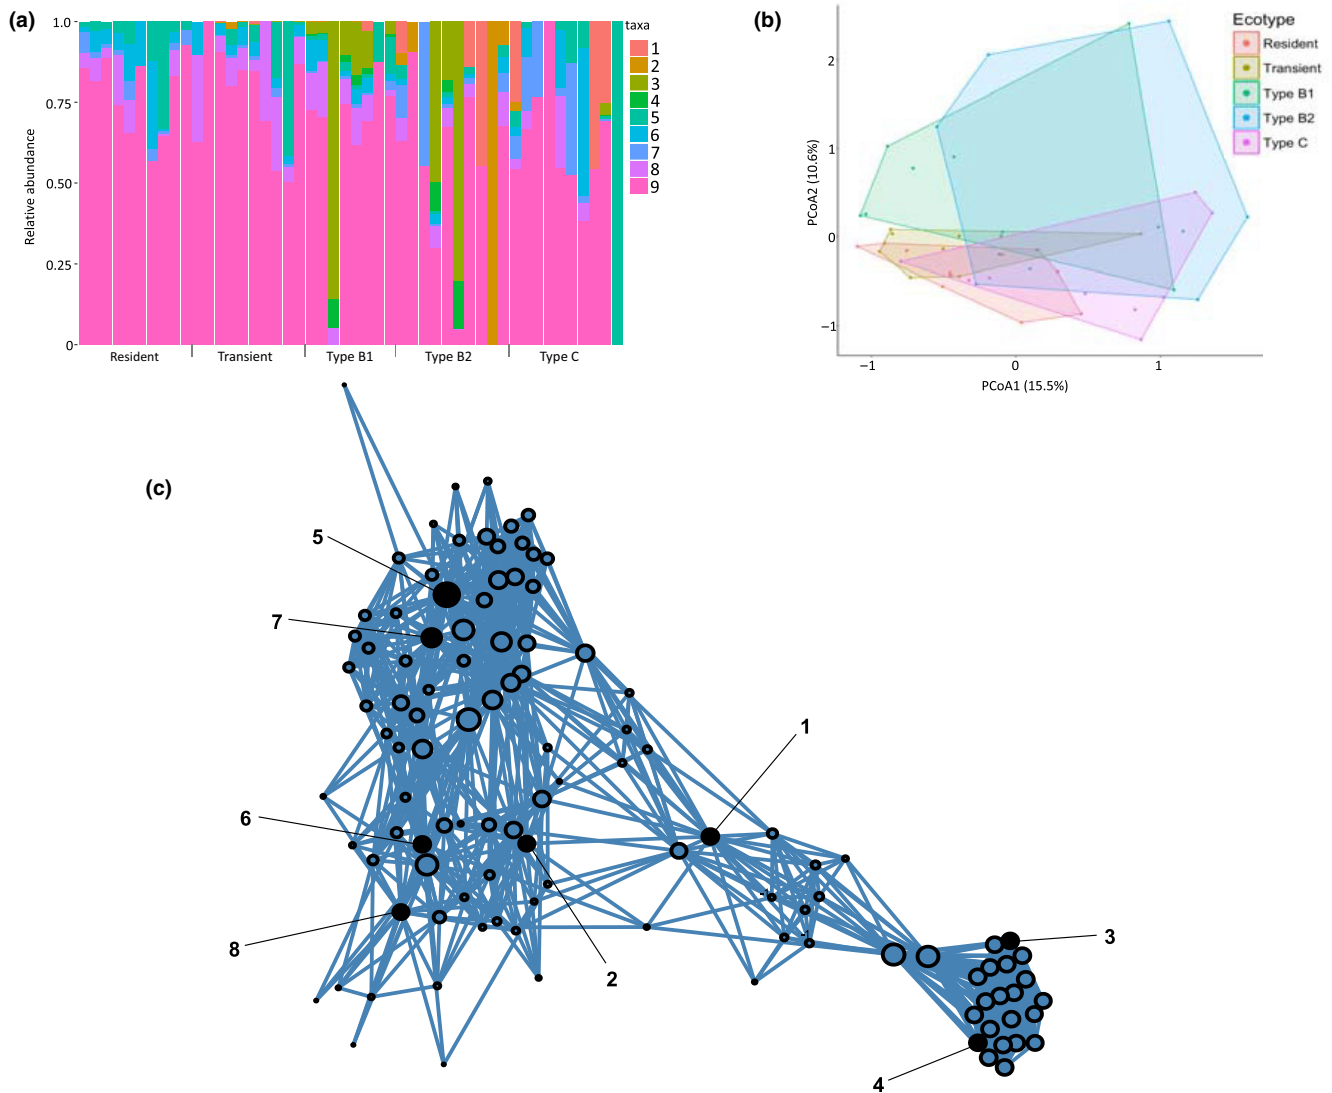 (a)
1.0
0.75
0.50
0.25
0
Relative abundance
Resident
Transient
Type B1
Type B2
Type C
taxa
1
2
3
4
5
6
7
8
9
(b)
2
1
0
−1
PCoA2 (10.6%)
−1
0
1
PCoA1 (15.5%)
Ecotype
Resident
Transient
Type B1
Type B2
Type C
(c)
5
7
1
6
-1
-1
3
8
2
4